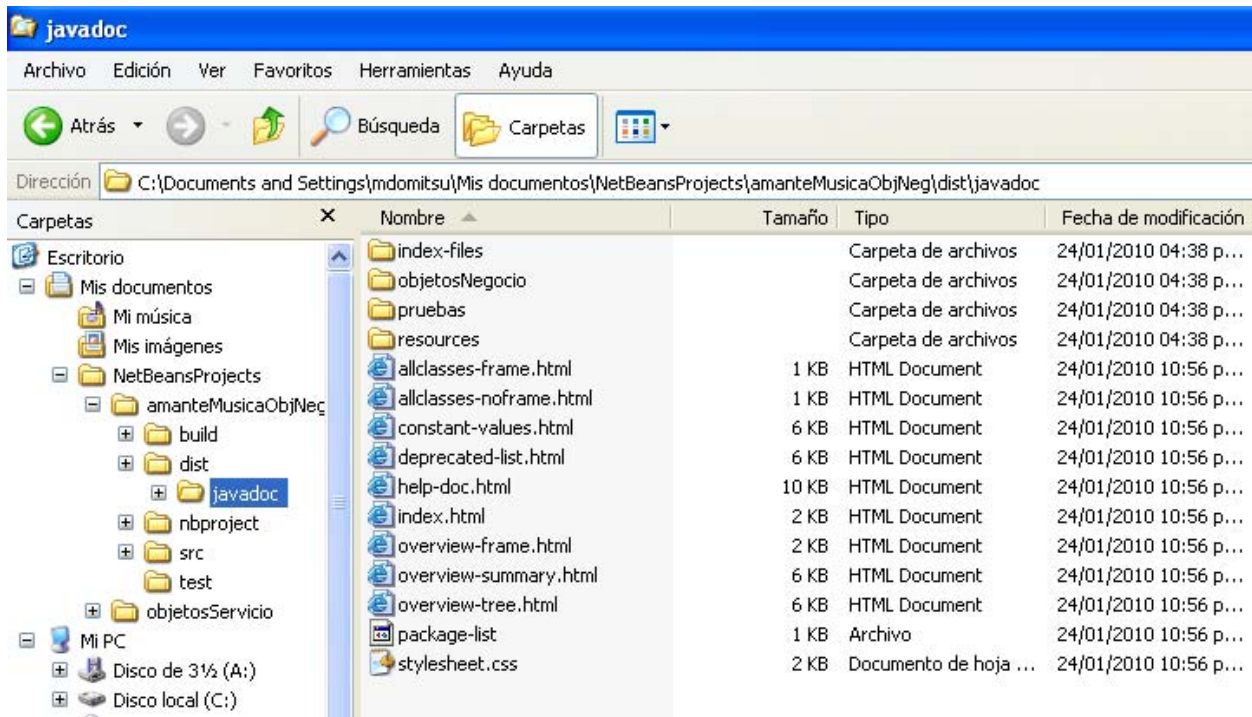 javadoc
Archivo Edición Ver Favoritos Herramientas Ayuda
Atrás Búsqueda Carpetas
Dirección C:\Documents and Settings\mdomitsu\Mis documentos\NetBeansProjects\amanteMusicaObjNeg\dist\javadoc
Carpetas
Escritorio
Mis documentos
Mi música
Mis imágenes
NetBeansProjects
amanteMusicaObjNeg
build
dist
javadoc
nbproject
src
test
objetosServicio
Mi PC
Disco de 3½ (A:)
Disco local (C:)
Nombre Tamaño Tipo Fecha de modificación
index-files Carpeta de archivos 24/01/2010 04:38 p...
objetosNegocio Carpeta de archivos 24/01/2010 04:38 p...
pruebas Carpeta de archivos 24/01/2010 04:38 p...
resources Carpeta de archivos 24/01/2010 04:38 p...
allclasses-frame.html 1 KB HTML Document 24/01/2010 10:56 p...
allclasses-noframe.html 1 KB HTML Document 24/01/2010 10:56 p...
constant-values.html 6 KB HTML Document 24/01/2010 10:56 p...
deprecated-list.html 6 KB HTML Document 24/01/2010 10:56 p...
help-doc.html 10 KB HTML Document 24/01/2010 10:56 p...
index.html 2 KB HTML Document 24/01/2010 10:56 p...
overview-frame.html 2 KB HTML Document 24/01/2010 10:56 p...
overview-summary.html 6 KB HTML Document 24/01/2010 10:56 p...
overview-tree.html 6 KB HTML Document 24/01/2010 10:56 p...
package-list 1 KB Archivo 24/01/2010 10:56 p...
stylesheet.css 2 KB Documento de hoja ... 24/01/2010 10:56 p...